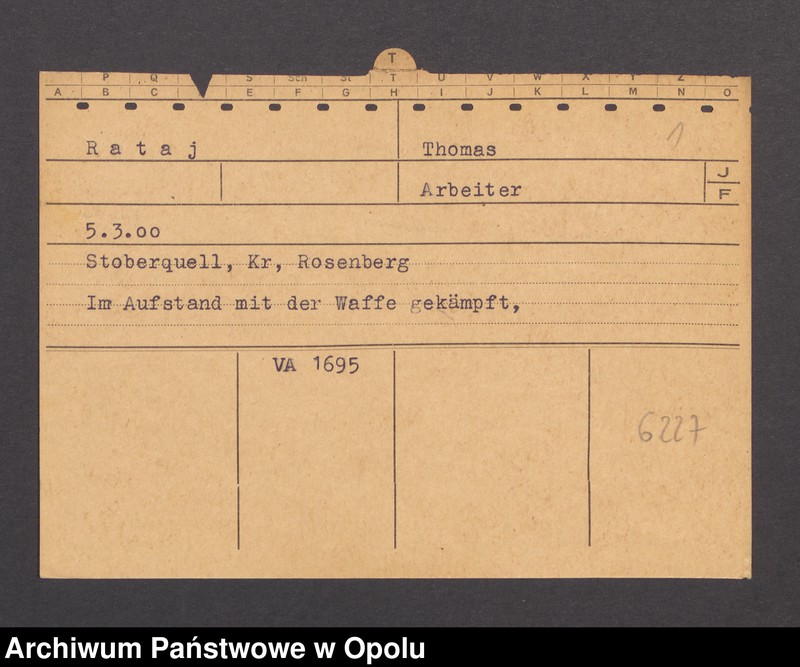 T
P Q S Sch St T U V W X Y Z
A B C E F G H I J K L M N O
1
Rataj Thomas
Arbeiter J
F
5.3.00
Stoberquell, Kr, Rosenberg
Im Aufstand mit der Waffe gekämpft,
VA 1695
6227
Archiwum Państwowe w Opolu